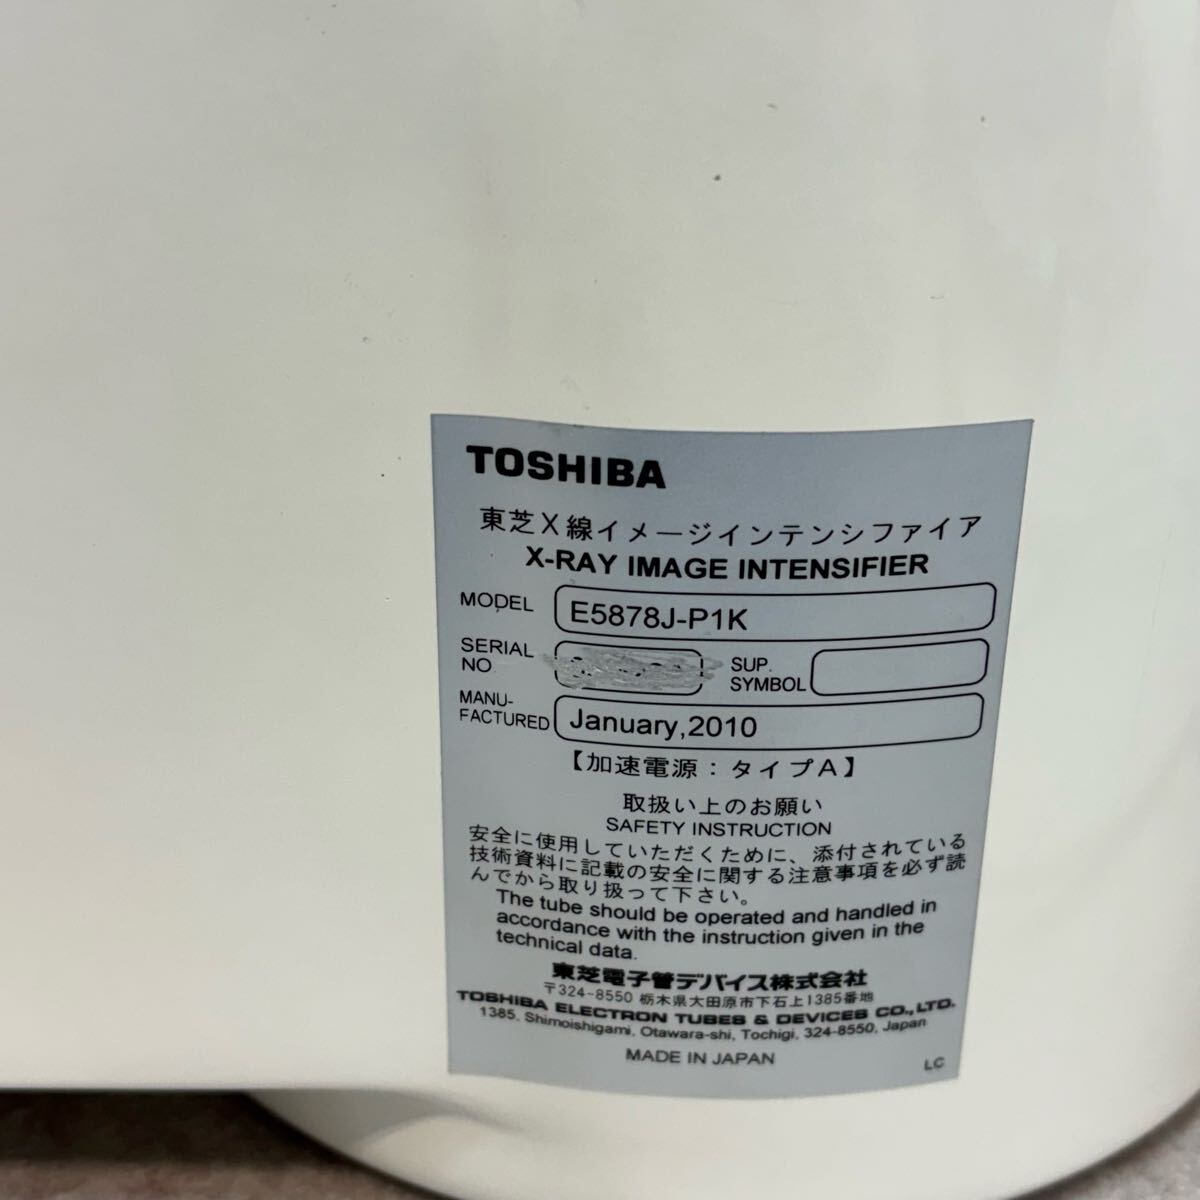 TOSHIBA
東芝X線イメージインテンシファイア
X-RAY IMAGE INTENSIFIER
MODEL E5878J-P1K
SERIAL NO SUP. SYMBOL
MANU-FACTURED January,2010
【加速電源：タイプA】
取扱い上のお願い
SAFETY INSTRUCTION
安全に使用していただくために、添付されている
技術資料に記載の安全に関する注意事項を必ず読
んでから取り扱って下さい。
The tube should be operated and handled in
accordance with the instruction given in the
technical data.
東芝電子管デバイス株式会社
〒324-8550 栃木県大田原市下石上1385番地
TOSHIBA ELECTRON TUBES & DEVICES CO., LTD.
1385. Shimoishigami, Otawara-shi, Tochigi, 324-8550, Japan
MADE IN JAPAN
LC